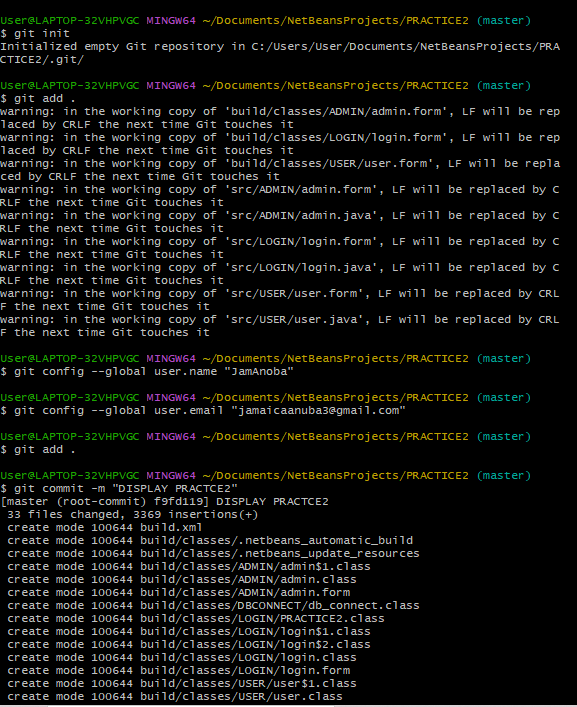 User@LAPTOP-32VHPVGC MINGW64 ~/Documents/NetBeansProjects/PRACTICE2 (master)
$ git init
Initialized empty Git repository in C:/Users/User/Documents/NetBeansProjects/PRA
CTICE2/.git/
User@LAPTOP-32VHPVGC MINGW64 ~/Documents/NetBeansProjects/PRACTICE2 (master)
$ git add .
warning: in the working copy of 'build/classes/ADMIN/admin.form', LF will be rep
laced by CRLF the next time Git touches it
warning: in the working copy of 'build/classes/LOGIN/login.form', LF will be rep
laced by CRLF the next time Git touches it
warning: in the working copy of 'build/classes/USER/user.form', LF will be repla
ced by CRLF the next time Git touches it
warning: in the working copy of 'src/ADMIN/admin.form', LF will be replaced by C
RLF the next time Git touches it
warning: in the working copy of 'src/ADMIN/admin.java', LF will be replaced by C
RLF the next time Git touches it
warning: in the working copy of 'src/LOGIN/login.form', LF will be replaced by C
RLF the next time Git touches it
warning: in the working copy of 'src/LOGIN/login.java', LF will be replaced by C
RLF the next time Git touches it
warning: in the working copy of 'src/USER/user.form', LF will be replaced by CRL
F the next time Git touches it
warning: in the working copy of 'src/USER/user.java', LF will be replaced by CRL
F the next time Git touches it
User@LAPTOP-32VHPVGC MINGW64 ~/Documents/NetBeansProjects/PRACTICE2 (master)
$ git config --global user.name "JamAnoba"
User@LAPTOP-32VHPVGC MINGW64 ~/Documents/NetBeansProjects/PRACTICE2 (master)
$ git config --global user.email "jamaicaanuba3@gmail.com"
User@LAPTOP-32VHPVGC MINGW64 ~/Documents/NetBeansProjects/PRACTICE2 (master)
$ git add .
User@LAPTOP-32VHPVGC MINGW64 ~/Documents/NetBeansProjects/PRACTICE2 (master)
$ git commit -m "DISPLAY PRACTCE2"
[master (root-commit) f9fd119] DISPLAY PRACTCE2
33 files changed, 3369 insertions(+)
create mode 100644 build.xml
create mode 100644 build/classes/.netbeans_automatic_build
create mode 100644 build/classes/.netbeans_update_resources
create mode 100644 build/classes/ADMIN/admin$1.class
create mode 100644 build/classes/ADMIN/admin.class
create mode 100644 build/classes/ADMIN/admin.form
create mode 100644 build/classes/DBCONNECT/db_connect.class
create mode 100644 build/classes/LOGIN/PRACTICE2.class
create mode 100644 build/classes/LOGIN/login$1.class
create mode 100644 build/classes/LOGIN/login$2.class
create mode 100644 build/classes/LOGIN/login.class
create mode 100644 build/classes/LOGIN/login.form
create mode 100644 build/classes/USER/user$1.class
create mode 100644 build/classes/USER/user.class